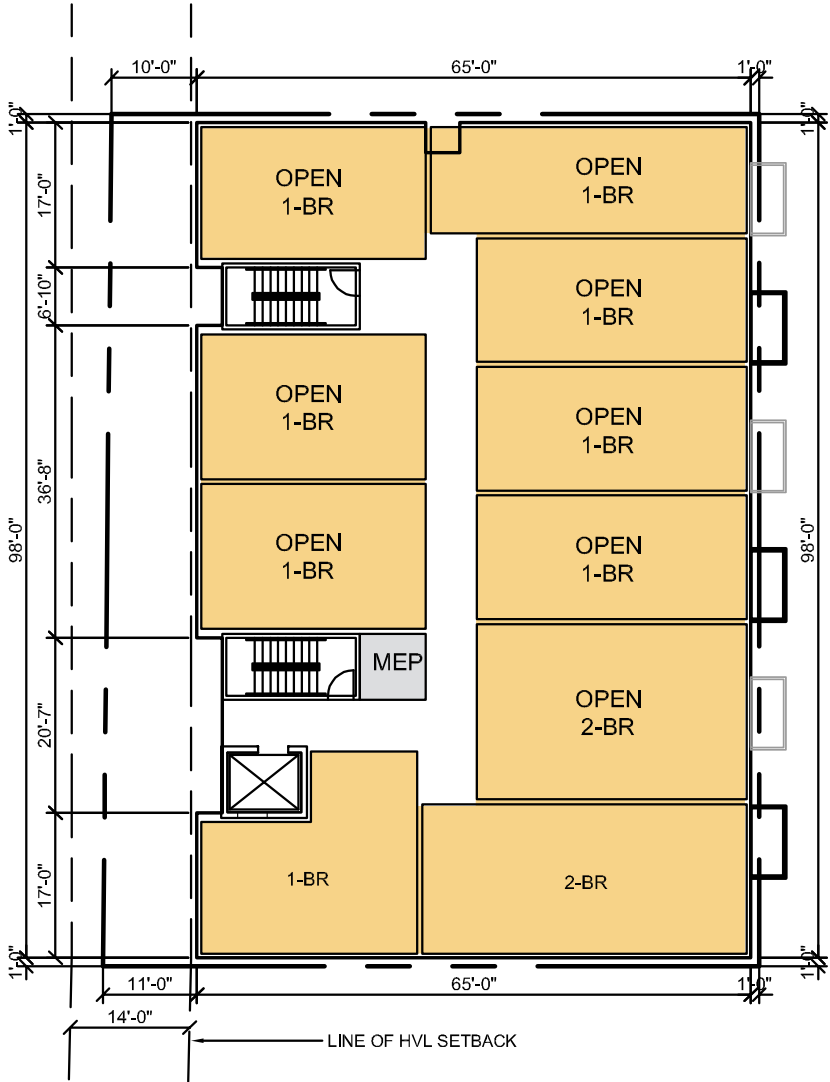 10'-0"
65'-0"
1'-0"
1'-0"
1'-0"
OPEN
1-BR
OPEN
1-BR
17'-0"
6'-10"
OPEN
1-BR
OPEN
1-BR
OPEN
1-BR
36'-8"
98'-0"
98'-0"
OPEN
1-BR
OPEN
1-BR
MEP
OPEN
2-BR
20'-7"
1-BR
2-BR
17'-0"
1'-0"
1'-0"
11'-0"
65'-0"
1'-0"
14'-0"
LINE OF HVL SETBACK